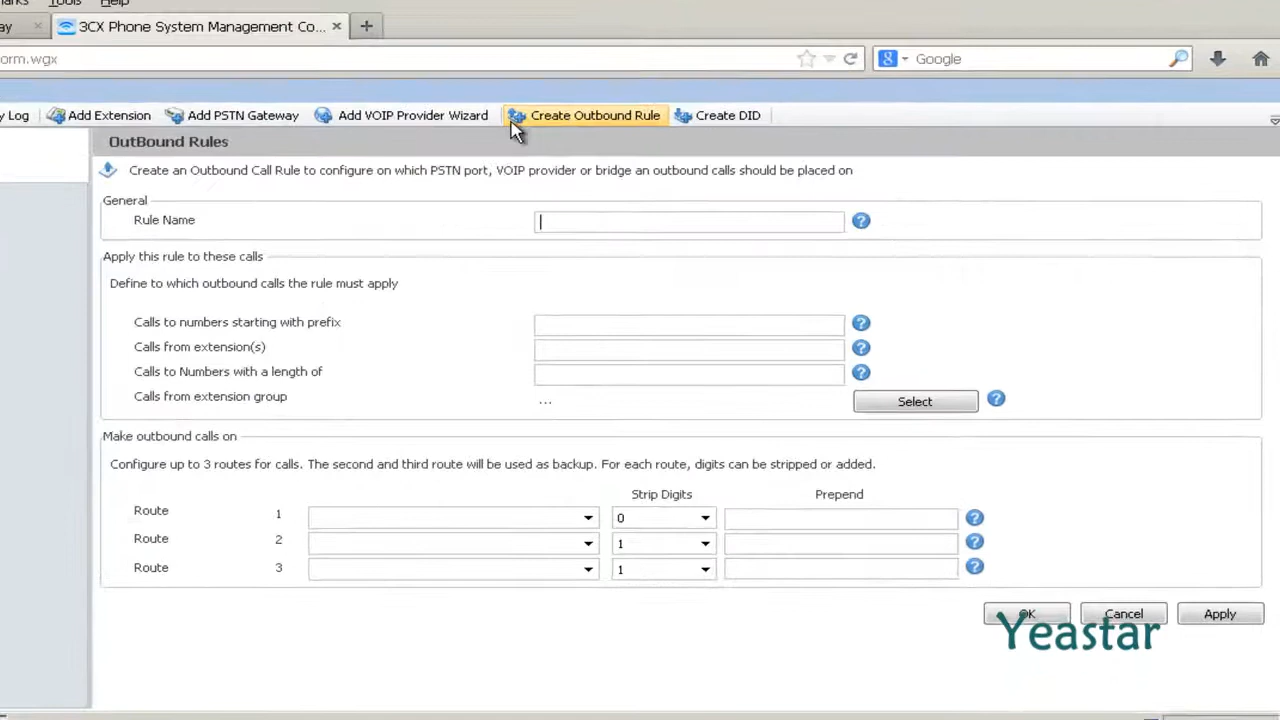 Tools Help
ay
3CX Phone System Management Co...
orm.wgx
Google
y Log Add Extension Add PSTN Gateway Add VOIP Provider Wizard Create Outbound Rule Create DID
OutBound Rules
Create an Outbound Call Rule to configure on which PSTN port, VOIP provider or bridge an outbound calls should be placed on
General
Rule Name
Apply this rule to these calls
Define to which outbound calls the rule must apply
Calls to numbers starting with prefix
Calls from extension(s)
Calls to Numbers with a length of
Calls from extension group ... Select
Make outbound calls on
Configure up to 3 routes for calls. The second and third route will be used as backup. For each route, digits can be stripped or added.
Strip Digits Prepend
Route 1 0
Route 2 1
Route 3 1
OK Cancel Apply
Yeastar